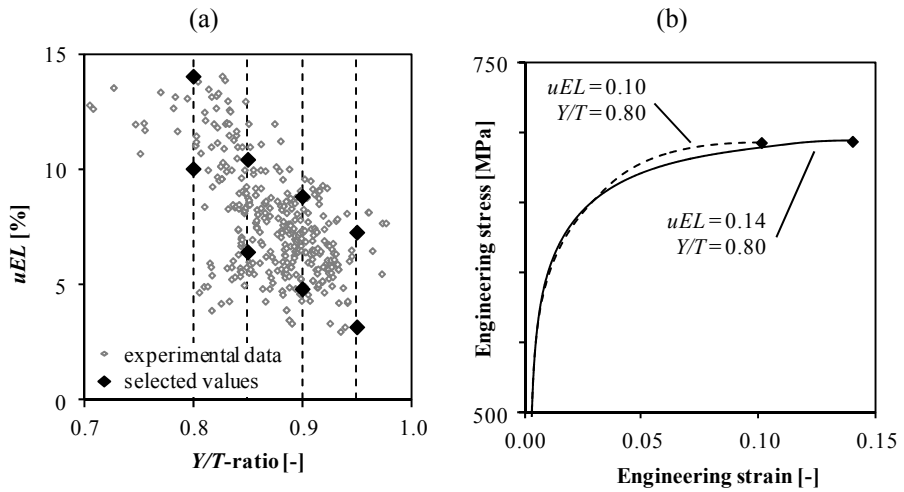 (a)
15
10
5
0
uEL [%]
experimental data
selected values
0.7 0.8 0.9 1.0
Y/T-ratio [-]
(b)
750
500
Engineering stress [MPa]
uEL = 0.10
Y/T = 0.80
uEL = 0.14
Y/T = 0.80
0.00 0.05 0.10 0.15
Engineering strain [-]